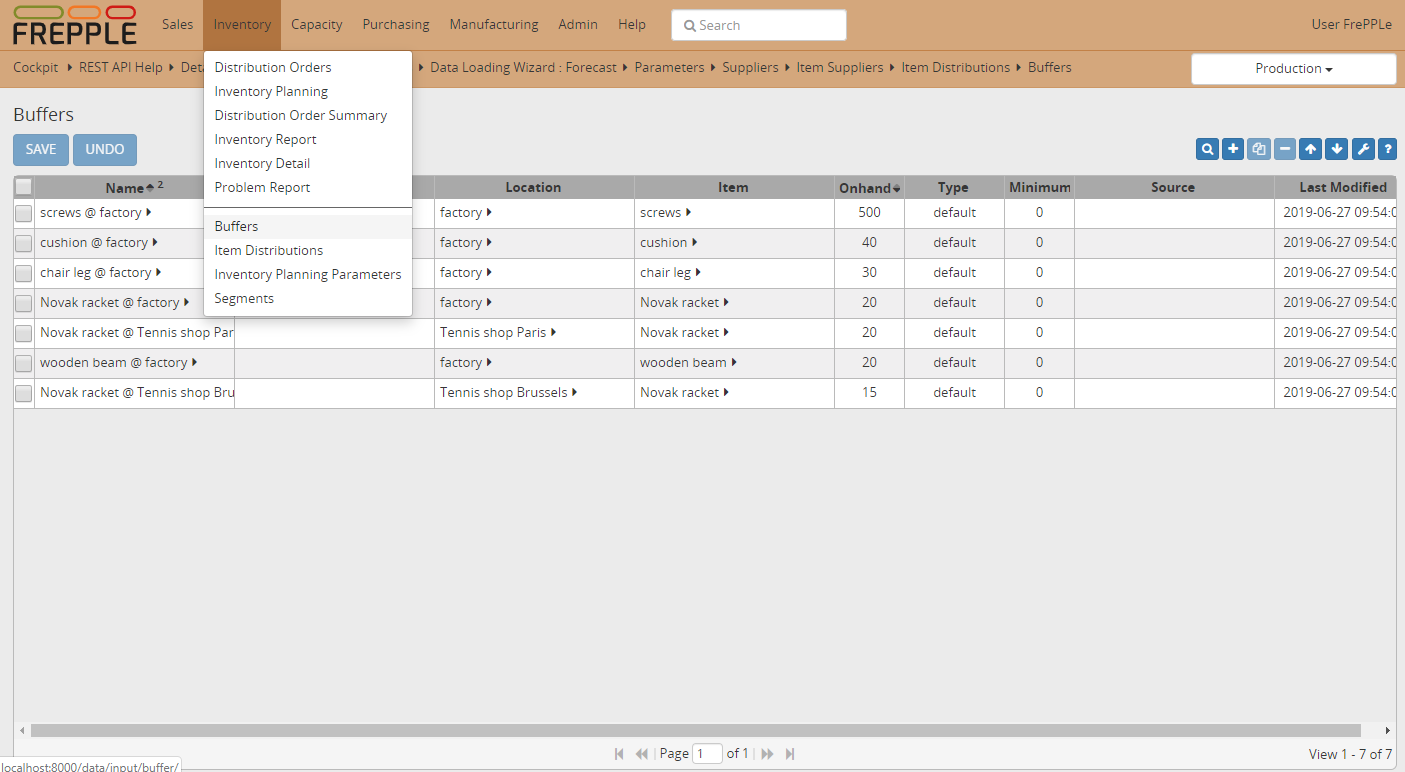 FREPPLE Sales Inventory Capacity Purchasing Manufacturing Admin Help Search User FrePPLe
Cockpit REST API Help Data Loading Wizard : Forecast Parameters Suppliers Item Suppliers Item Distributions Buffers Production
Distribution Orders
Inventory Planning
Distribution Order Summary
Inventory Report
Inventory Detail
Problem Report
Buffers
Item Distributions
Inventory Planning Parameters
Segments
Buffers
SAVE UNDO ?
Name 2 Location Item Onhand Type Minimum Source Last Modified
screws @ factory factory screws 500 default 0 2019-06-27 09:54:0
cushion @ factory factory cushion 40 default 0 2019-06-27 09:54:0
chair leg @ factory factory chair leg 30 default 0 2019-06-27 09:54:0
Novak racket @ factory factory Novak racket 20 default 0 2019-06-27 09:54:0
Novak racket @ Tennis shop Par Tennis shop Paris Novak racket 20 default 0 2019-06-27 09:54:0
wooden beam @ factory factory wooden beam 20 default 0 2019-06-27 09:54:0
Novak racket @ Tennis shop Bru Tennis shop Brussels Novak racket 15 default 0 2019-06-27 09:54:0
Page 1 of 1 View 1 - 7 of 7
localhost:8000/data/input/buffer/